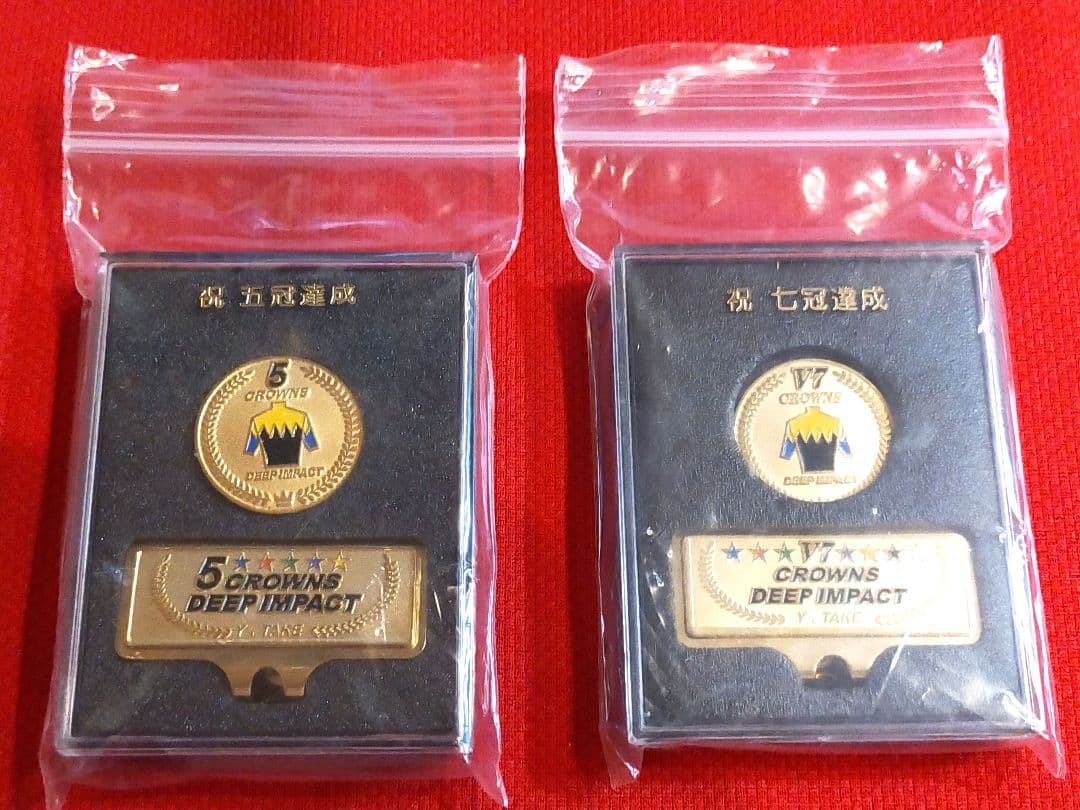 祝 五冠達成
5
CROWNS
DEEP IMPACT
5 CROWNS
DEEP IMPACT
Y. TAKE
祝 七冠達成
V7
CROWNS
DEEP IMPACT
V7
CROWNS
DEEP IMPACT
Y. TAKE